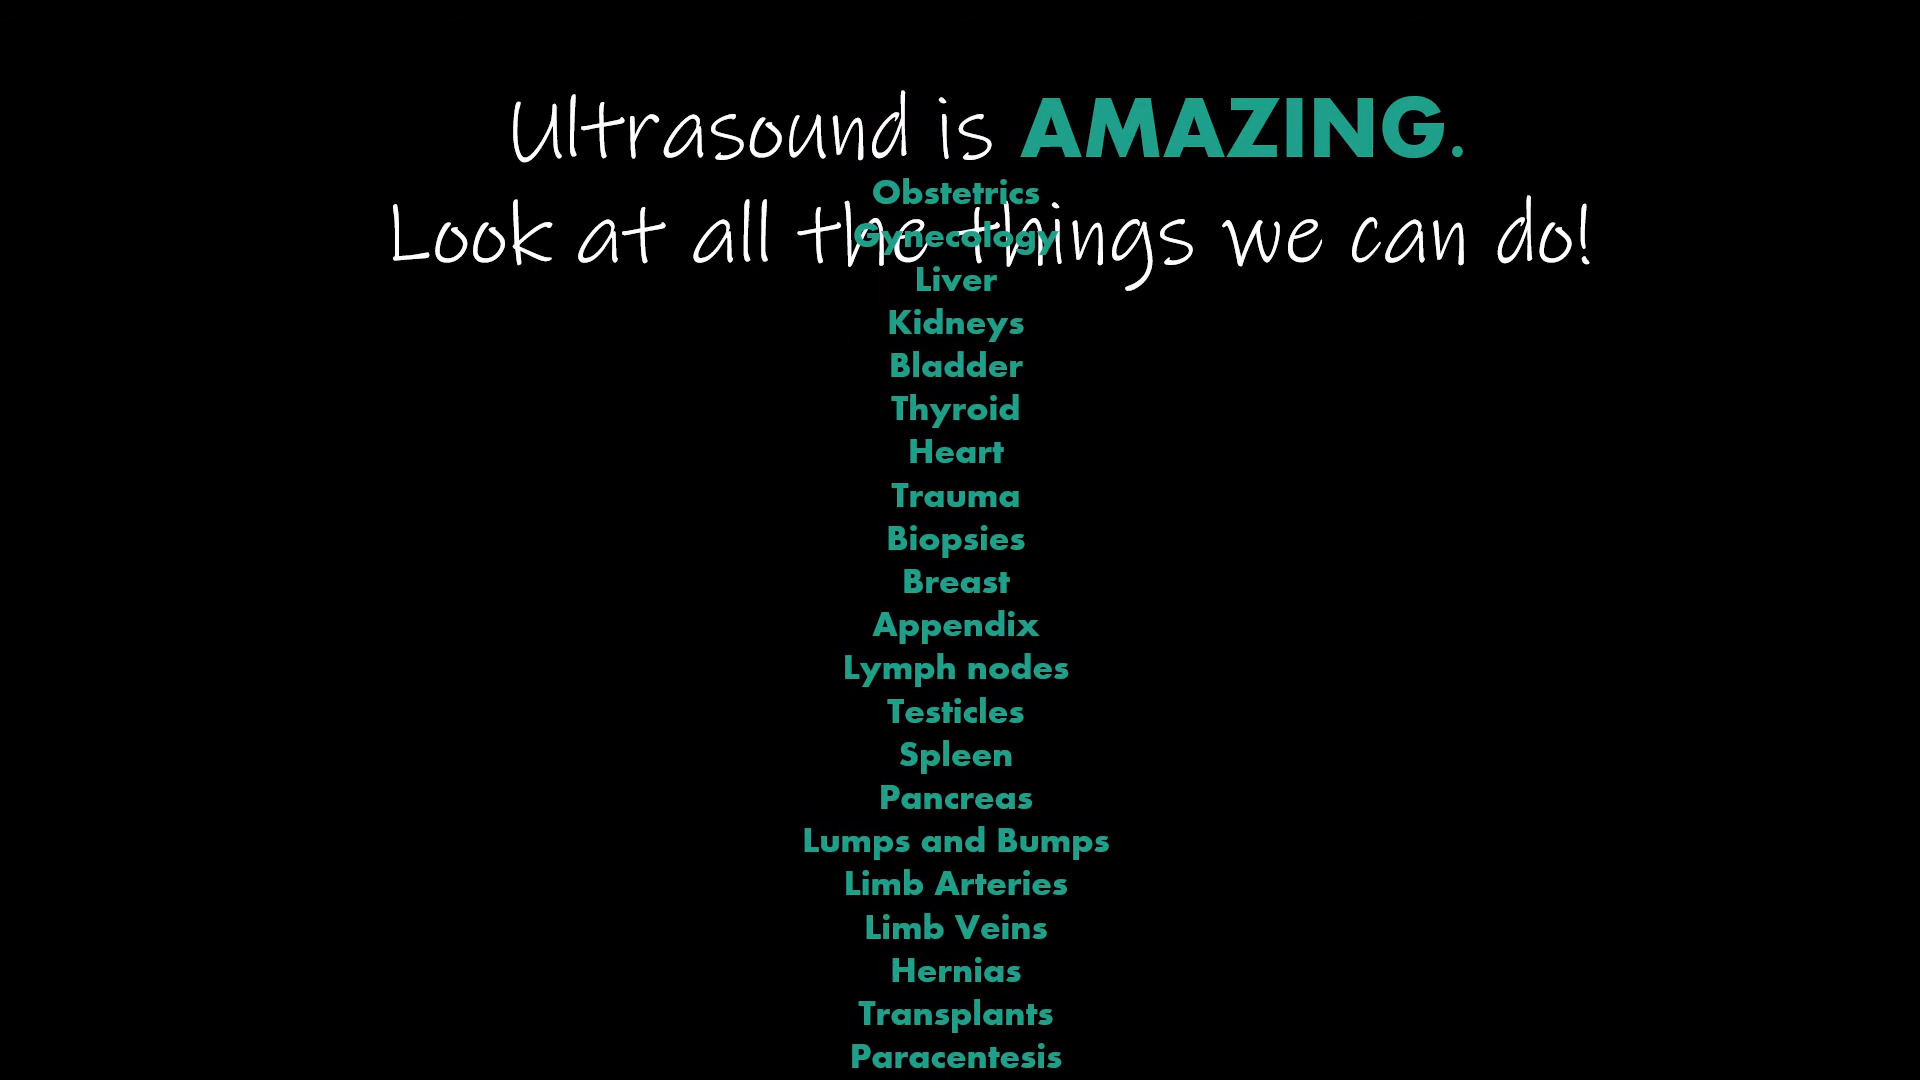 Ultrasound is AMAZING.
Obstetrics
Look at all the things we can do!
Gynecology
Liver
Kidneys
Bladder
Thyroid
Heart
Trauma
Biopsies
Breast
Appendix
Lymph nodes
Testicles
Spleen
Pancreas
Lumps and Bumps
Limb Arteries
Limb Veins
Hernias
Transplants
Paracentesis